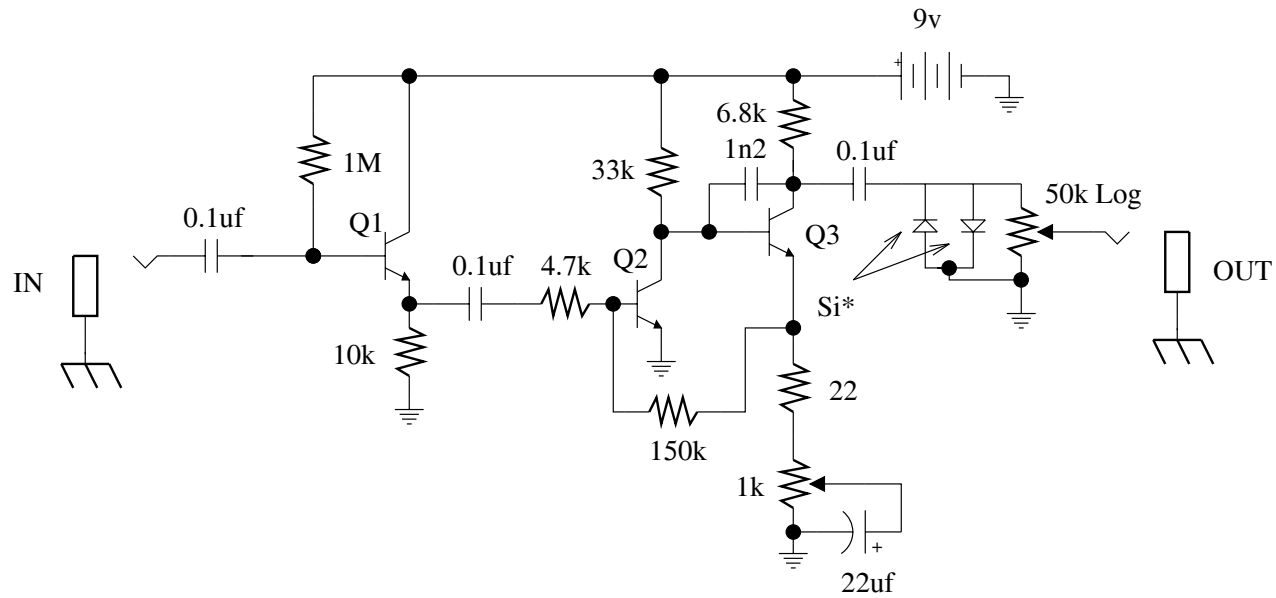 9v
+
6.8k
1n2
0.1uf
1M
33k
50k Log
0.1uf
Q1
Q3
0.1uf
4.7k
Q2
IN
OUT
Si*
10k
22
150k
1k
+
22uf